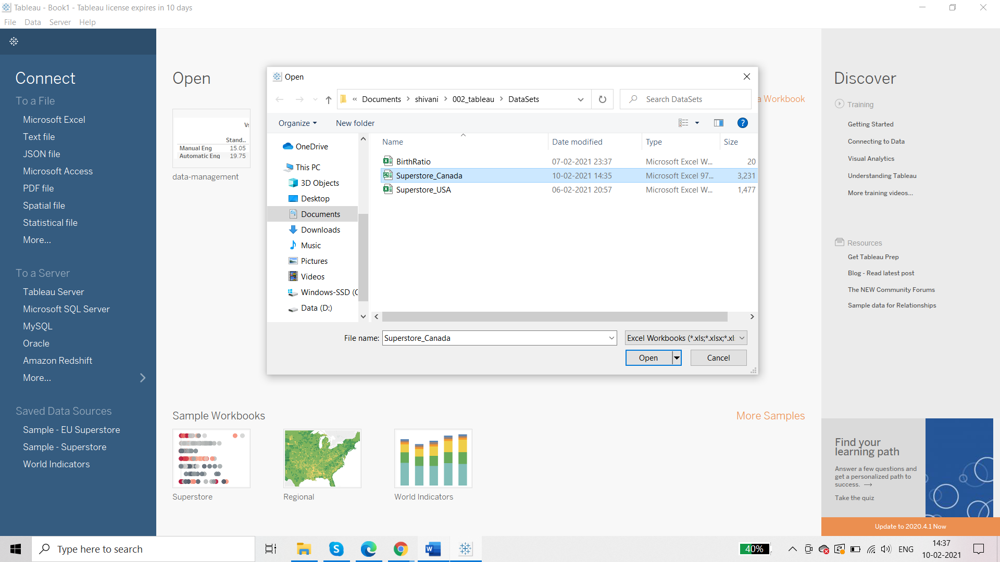 Tableau - Book1 - Tableau license expires in 10 days
File Data Server Help
Connect
To a File
Microsoft Excel
Text file
JSON file
Microsoft Access
PDF file
Spatial file
Statistical file
More...
To a Server
Tableau Server
Microsoft SQL Server
MySQL
Oracle
Amazon Redshift
More...
Saved Data Sources
Sample - EU Superstore
Sample - Superstore
World Indicators
Open
a Workbook
Stand..
Manual Eng 15.05
Automatic Eng 19.75
data-management
Open
« Documents > shivani > 002_tableau > DataSets
Search DataSets
Organize
New folder
OneDrive
This PC
3D Objects
Desktop
Documents
Downloads
Music
Pictures
Videos
Windows-SSD (C
Data (D:)
Name Date modified Type Size
BirthRatio 07-02-2021 23:37 Microsoft Excel W... 20
Superstore_Canada 10-02-2021 14:35 Microsoft Excel 97... 3,231
Superstore_USA 06-02-2021 20:57 Microsoft Excel W... 1,477
File name: Superstore_Canada
Excel Workbooks (*.xls;*.xlsx;*.xl
Open
Cancel
Sample Workbooks
More Samples
Superstore
Regional
World Indicators
Discover
Training
Getting Started
Connecting to Data
Visual Analytics
Understanding Tableau
More training videos...
Resources
Get Tableau Prep
Blog - Read latest post
The NEW Community Forums
Sample data for Relationships
Find your
learning path
Answer a few questions and
get a personalized path to
success. →
Take the quiz
Update to 2020.4.1 Now
Type here to search
40%
ENG
14:37
10-02-2021